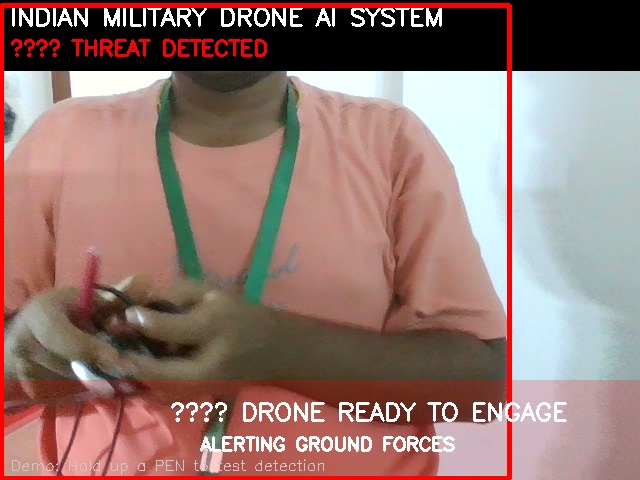 INDIAN MILITARY DRONE AI SYSTEM
???? THREAT DETECTED
???? DRONE READY TO ENGAGE
ALERTING GROUND FORCES
Demo: Hold up a PEN to test detection